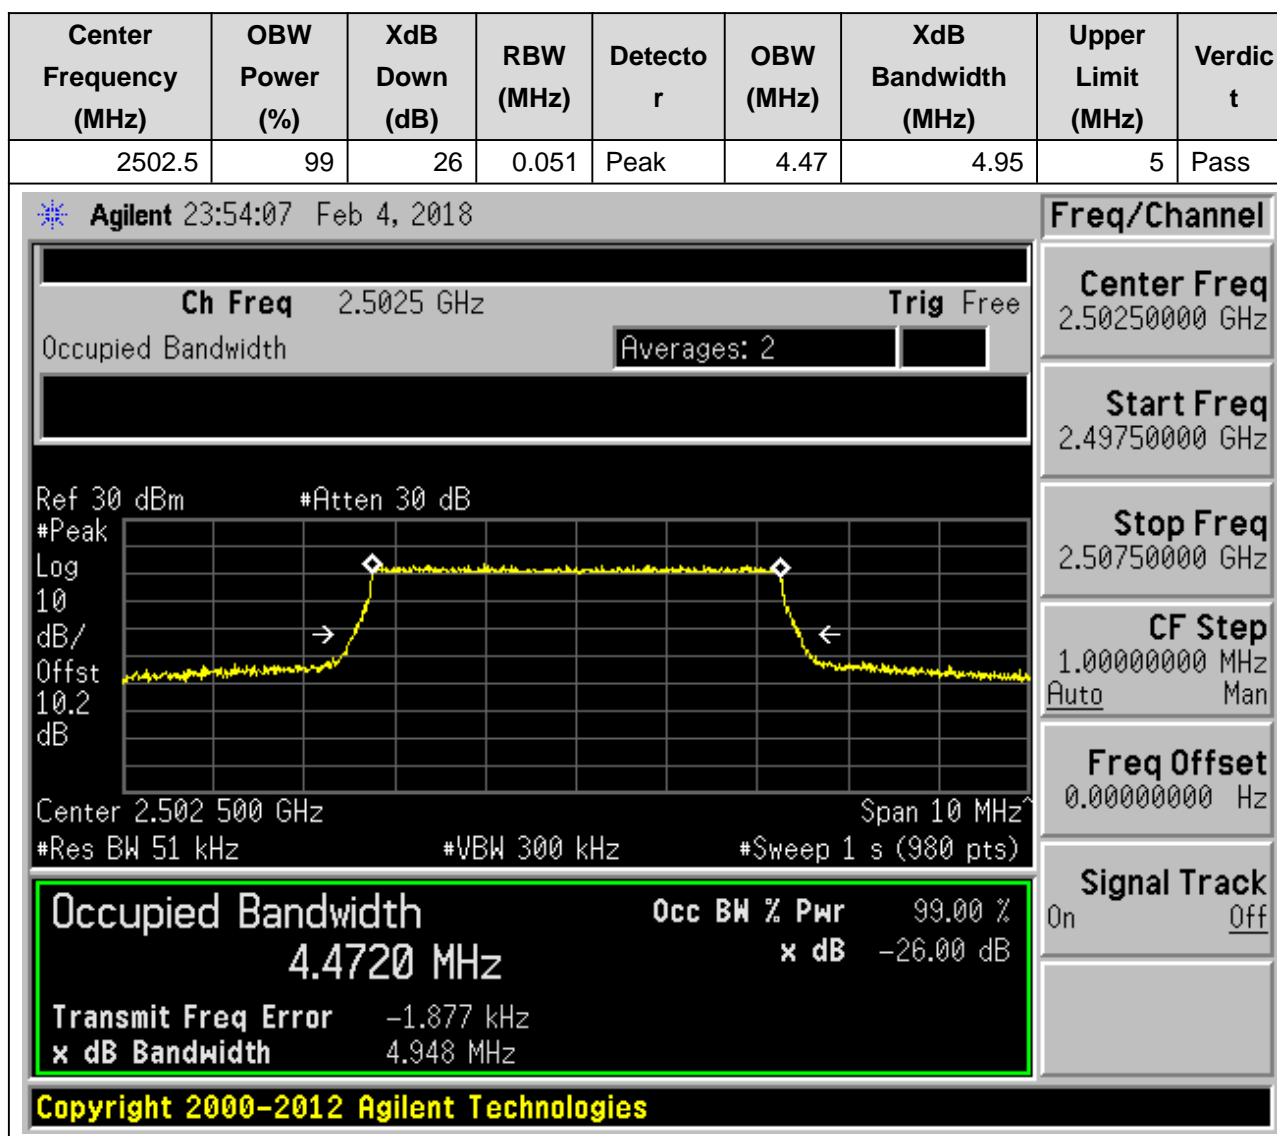 Center Frequency (MHz) OBW Power (%) XdB Down (dB) RBW (MHz) Detecto r OBW (MHz) XdB Bandwidth (MHz) Upper Limit (MHz) Verdic t
2502.5 99 26 0.051 Peak 4.47 4.95 5 Pass
Agilent 23:54:07 Feb 4, 2018
Freq/Channel
Ch Freq 2.5025 GHz Trig Free
Occupied Bandwidth Averages: 2
Center Freq
2.50250000 GHz
Start Freq
2.49750000 GHz
Stop Freq
2.50750000 GHz
CF Step
1.00000000 MHz
Auto Man
Freq Offset
0.00000000 Hz
Signal Track
On Off
Ref 30 dBm #Atten 30 dB
#Peak
Log
10
dB/
Offst
10.2
dB
Center 2.502 500 GHz Span 10 MHz^
#Res BW 51 kHz #VBW 300 kHz #Sweep 1 s (980 pts)
Occupied Bandwidth Occ BW % Pwr 99.00 %
4.4720 MHz x dB -26.00 dB
Transmit Freq Error -1.877 kHz
x dB Bandwidth 4.948 MHz
Copyright 2000-2012 Agilent Technologies